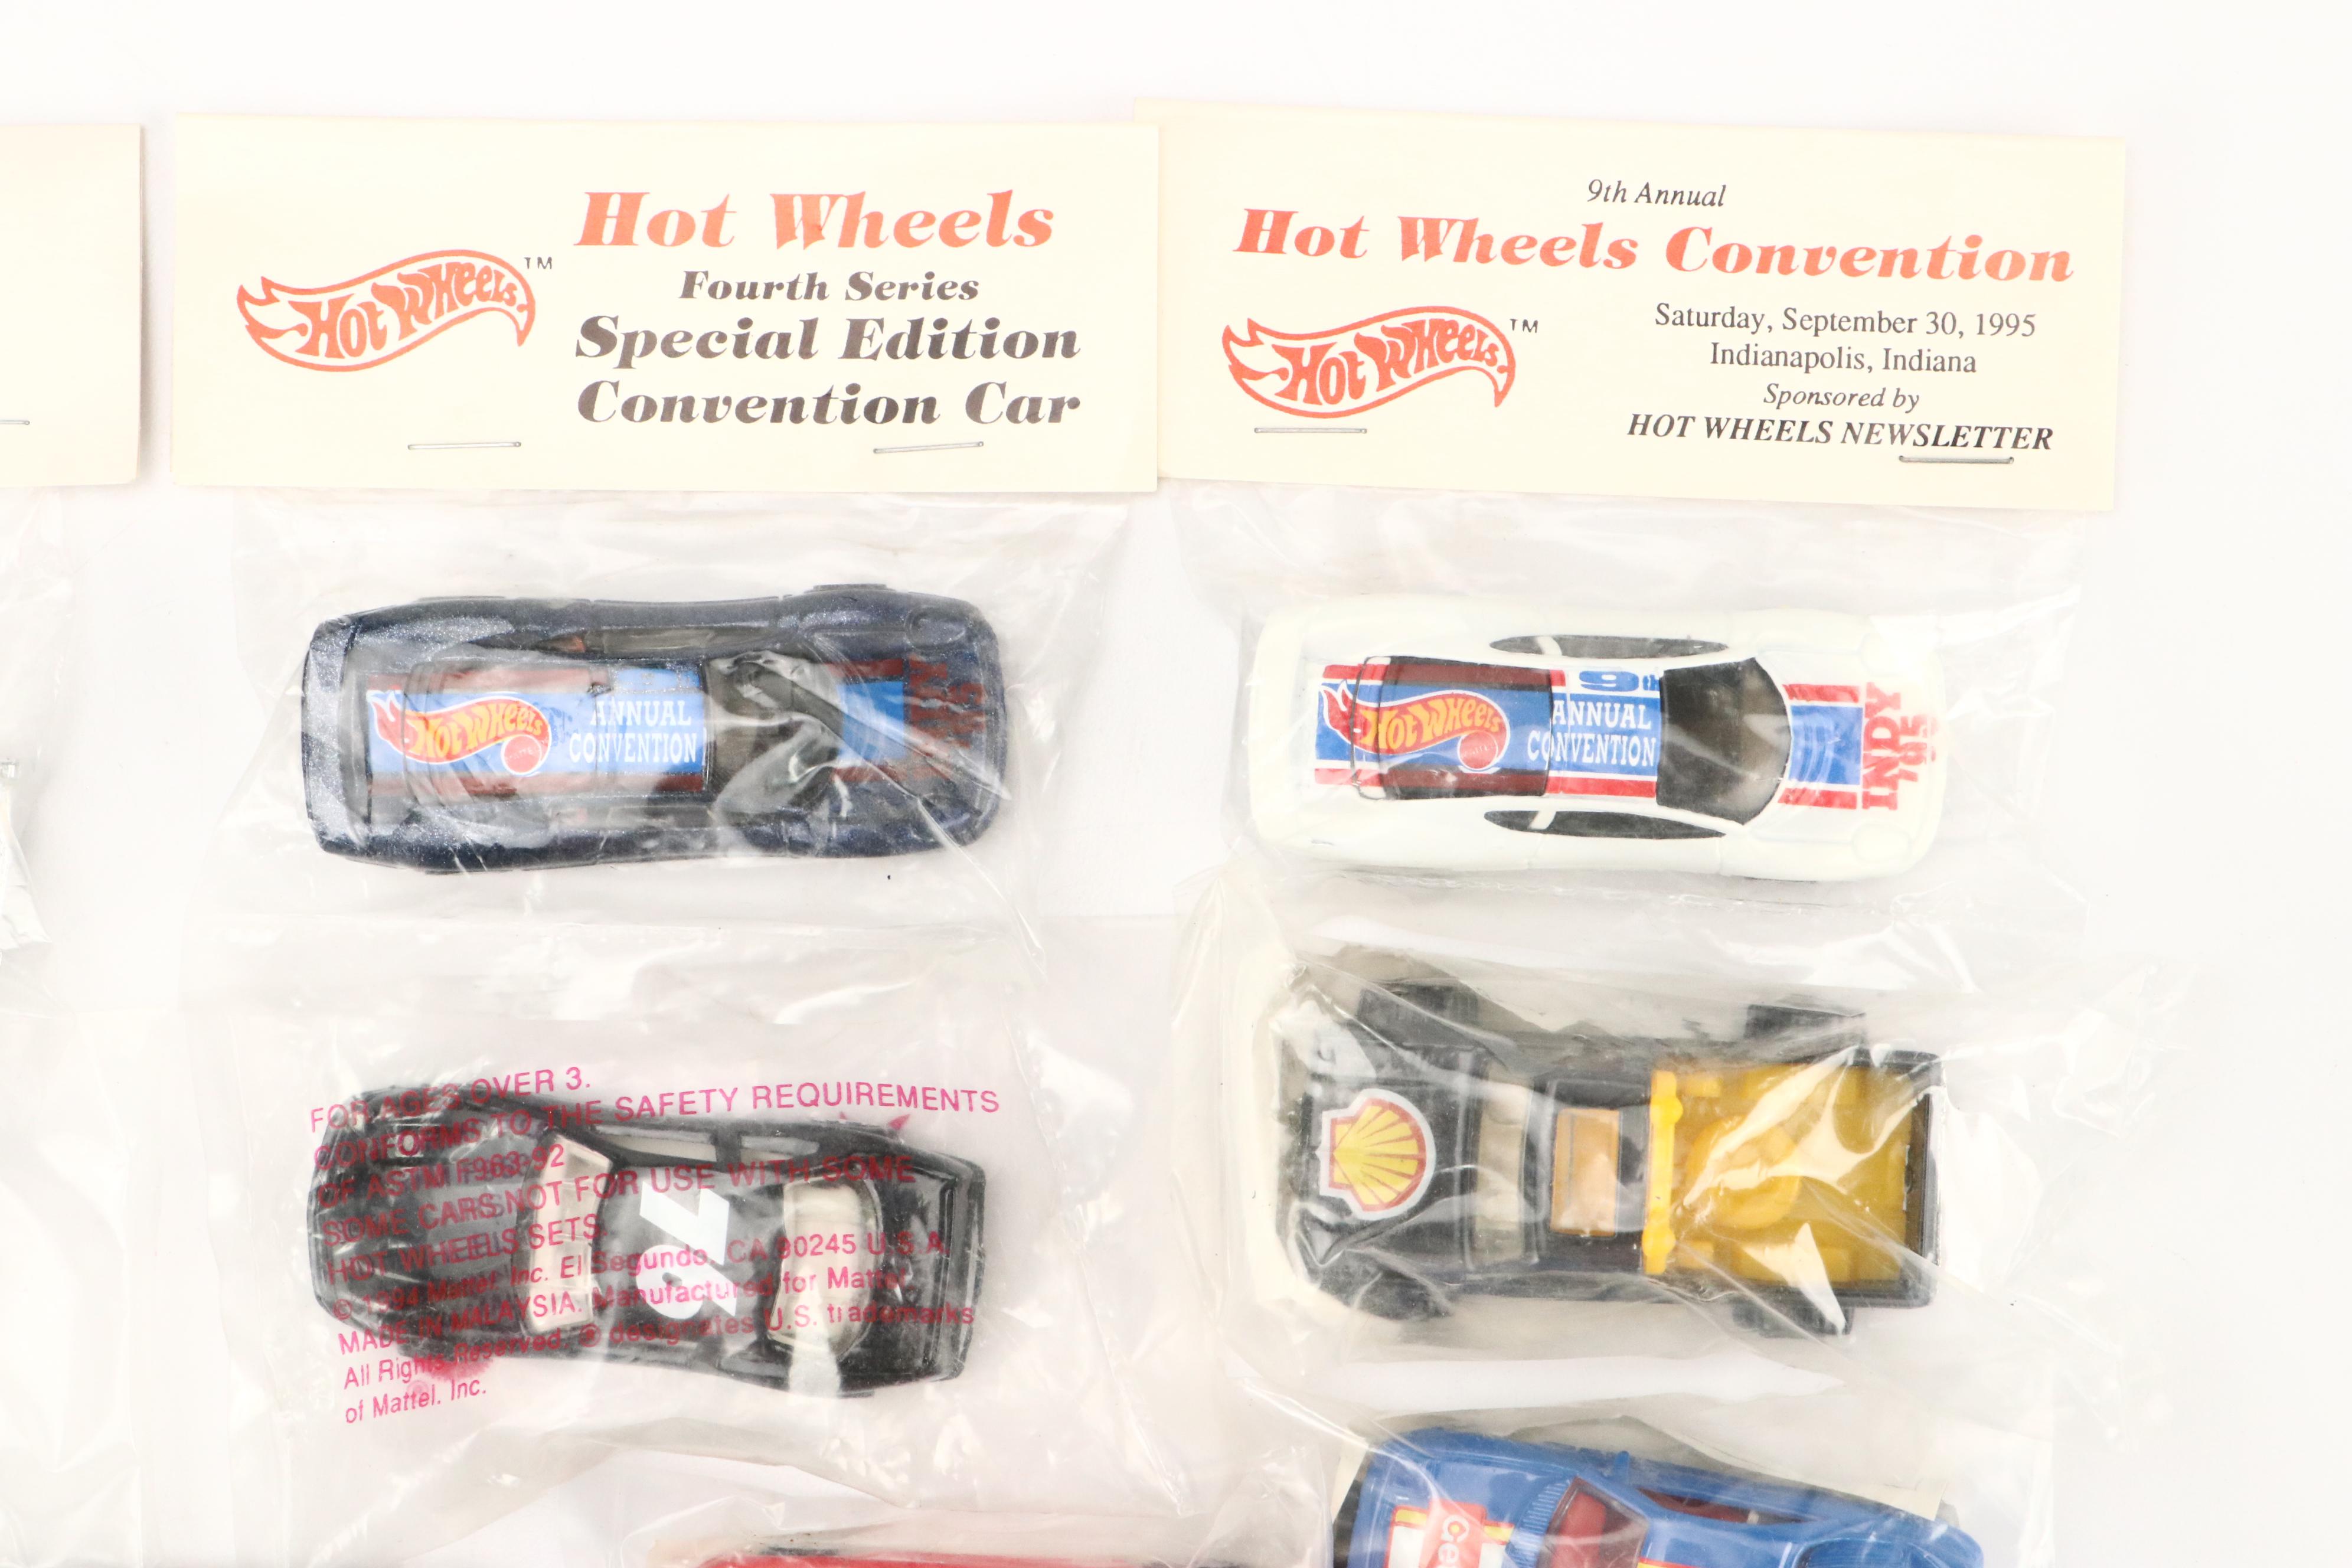 Hot Wheels
Fourth Series
Special Edition
Convention Car
HOT WHEELS™
9th Annual
Hot Wheels Convention
HOT WHEELS™
Saturday, September 30, 1995
Indianapolis, Indiana
Sponsored by
HOT WHEELS NEWSLETTER
HOT WHEELS
ANNUAL
CONVENTION
HOT WHEELS
9th
ANNUAL
CONVENTION
INDY
FOR AGES OVER 3.
CONFORMS TO THE SAFETY REQUIREMENTS
OF ASTM F963-92
SOME CARS NOT FOR USE WITH SOME
HOT WHEELS SETS.
© 1994 Mattel, Inc. El Segundo, CA 90245 U S A
MADE IN MALAYSIA. Manufactured for Mattel,
All Rights Reserved. ® designates U.S. trademarks
of Mattel, Inc.